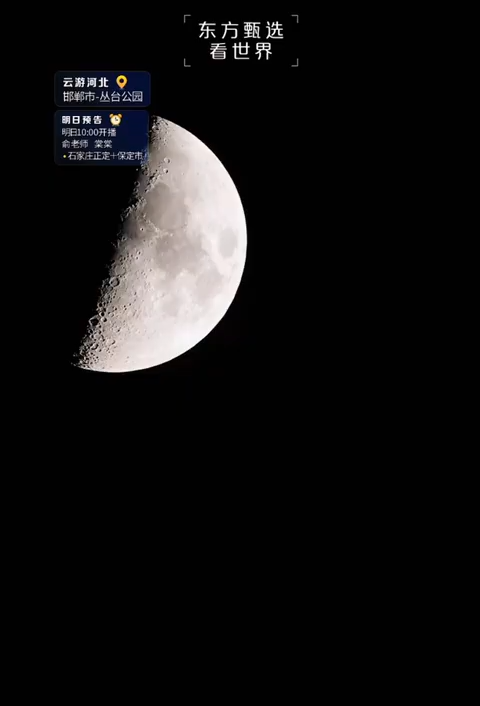 东方甄选
看世界
云游河北
邯郸市-丛台公园
明日预告
明日10:00开播
俞老师 棠棠
•石家庄正定+保定市